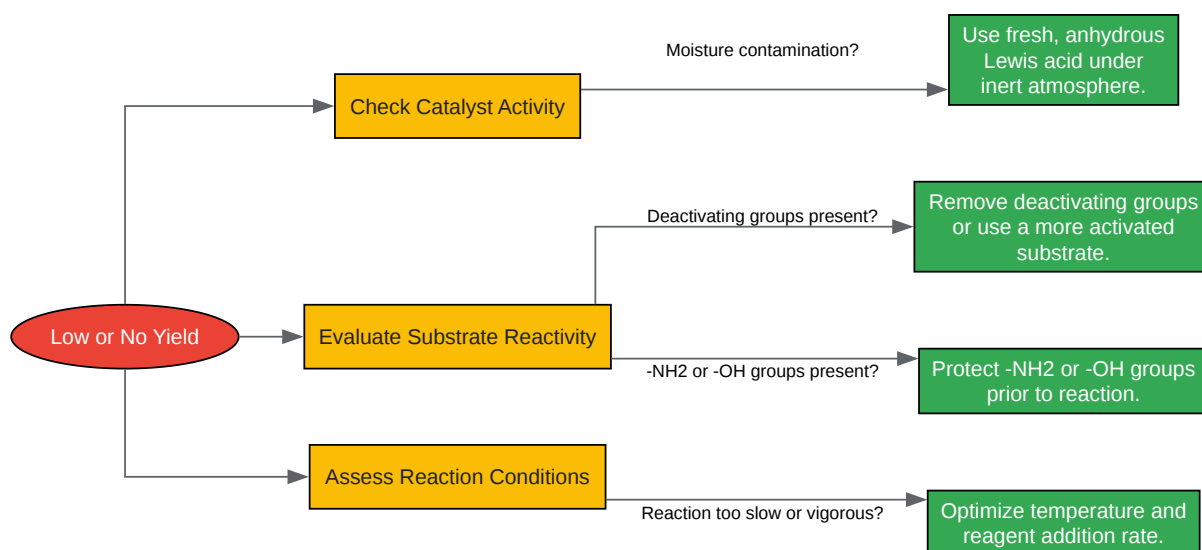 Moisture contamination?
Use fresh, anhydrous
Lewis acid under
inert atmosphere.
Check Catalyst Activity
Deactivating groups present?
Remove deactivating groups
or use a more activated
substrate.
Low or No Yield
Evaluate Substrate Reactivity
-NH2 or -OH groups present?
Protect -NH2 or -OH groups
prior to reaction.
Assess Reaction Conditions
Reaction too slow or vigorous?
Optimize temperature and
reagent addition rate.